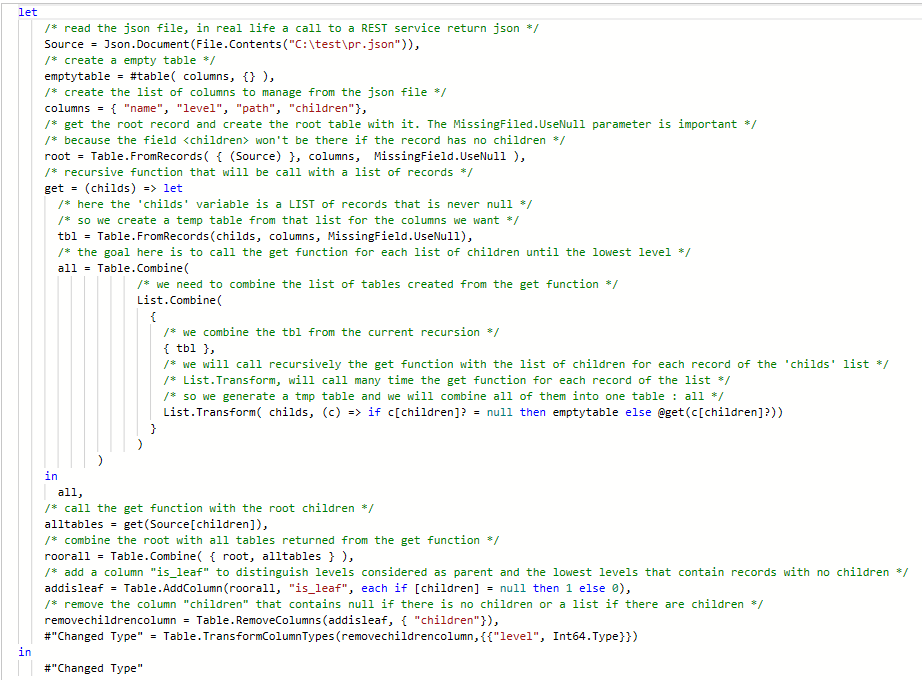 let
/* read the json file, in real life a call to a REST service return json */
Source = Json.Document(File.Contents("C:\test\pr.json")),
/* create a empty table */
emptytable = #table( columns, {} ),
/* create the list of columns to manage from the json file */
columns = { "name", "level", "path", "children"},
/* get the root record and create the root table with it. The MissingFiled.UseNull parameter is important */
/* because the field <children> won't be there if the record has no children */
root = Table.FromRecords( { (Source) }, columns,  MissingField.UseNull ),
/* recursive function that will be call with a list of records */
get = (childs) => let
/* here the 'childs' variable is a LIST of records that is never null */
/* so we create a temp table from that list for the columns we want */
tbl = Table.FromRecords(childs, columns, MissingField.UseNull),
/* the goal here is to call the get function for each list of children until the lowest level */
all = Table.Combine(
/* we need to combine the list of tables created from the get function */
List.Combine(
{
/* we combine the tbl from the current recursion */
{ tbl },
/* we will call recursively the get function with the list of children for each record of the 'childs' list */
/* List.Transform, will call many time the get function for each record of the list */
/* so we generate a tmp table and we will combine all of them into one table : all */
List.Transform( childs, (c) => if c[children]? = null then emptytable else @get(c[children]?))
}
)
)
in
all,
/* call the get function with the root children */
alltables = get(Source[children]),
/* combine the root with all tables returned from the get function */
roorall = Table.Combine( { root, alltables } ),
/* add a column "is_leaf" to distinguish levels considered as parent and the lowest levels that contain records with no children */
addisleaf = Table.AddColumn(roorall, "is_leaf", each if [children] = null then 1 else 0),
/* remove the column "children" that contains null if there is no children or a list if there are children */
removechildrencolumn = Table.RemoveColumns(addisleaf, { "children"}),
#"Changed Type" = Table.TransformColumnTypes(removechildrencolumn,{{"level", Int64.Type}})
in
#"Changed Type"